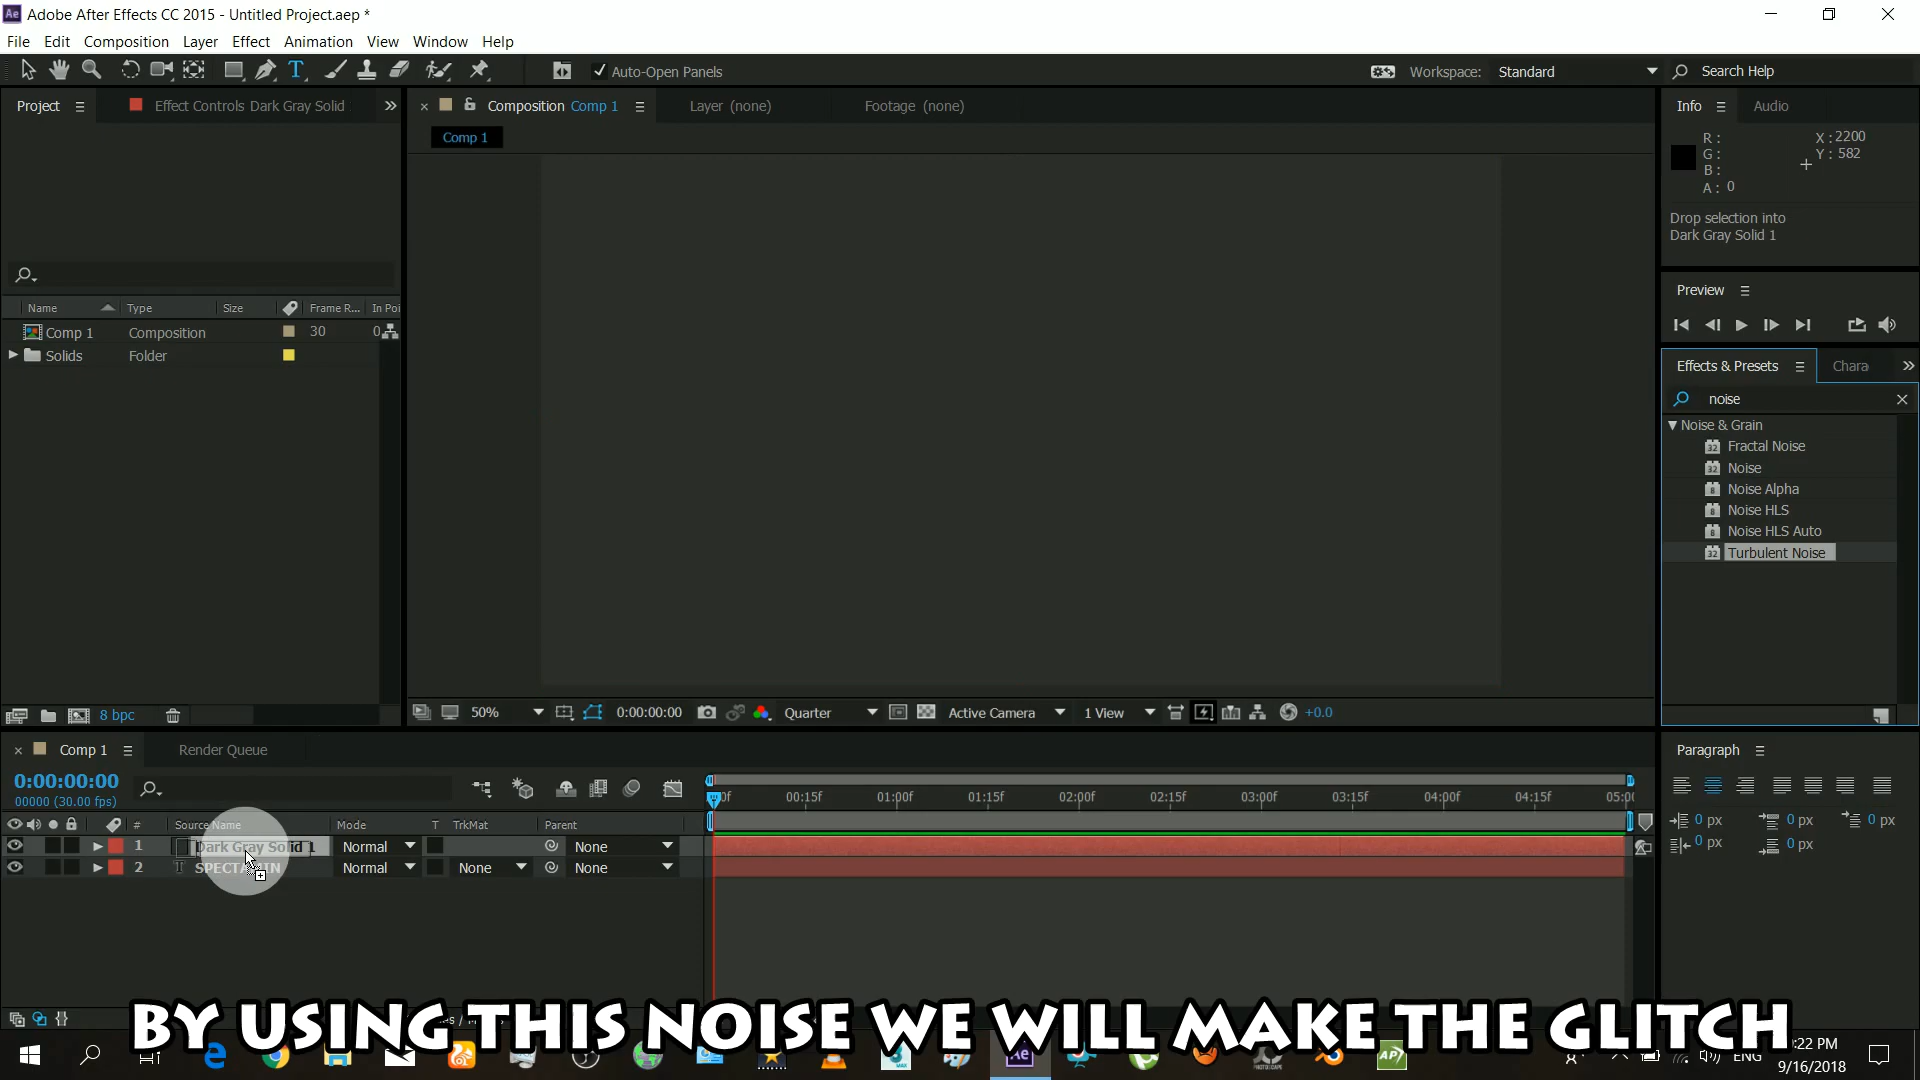 Adobe After Effects CC 2015 - Untitled Project.aep *
File Edit Composition Layer Effect Animation View Window Help
Auto-Open Panels
Workspace: Standard
Search Help
Project
Effect Controls Dark Gray Solid
Composition Comp 1
Layer (none)
Footage (none)
Info
Audio
Comp 1
R :
G :
B :
A : 0
X : 2200
Y : 582
Drop selection into
Dark Gray Solid 1
Preview
Name Type Size Frame R... In Poi
Comp 1 Composition 30 0
Solids Folder
Effects & Presets
Chara
noise
Noise & Grain
Fractal Noise
Noise
Noise Alpha
Noise HLS
Noise HLS Auto
Turbulent Noise
8 bpc
50%
0:00:00:00
Quarter
Active Camera
1 View
+0.0
Comp 1
Render Queue
Paragraph
0:00:00:00
00000 (30.00 fps)
00:15f 01:00f 01:15f 02:00f 02:15f 03:00f 03:15f 04:00f 04:15f
0 px 0 px 0 px
0 px 0 px
# Source Name Mode T TrkMat Parent
1 Dark Gray Solid 1 Normal None
2 Normal None None
BY USING THIS NOISE WE WILL MAKE THE GLITCH
ENG
:22 PM
9/16/2018